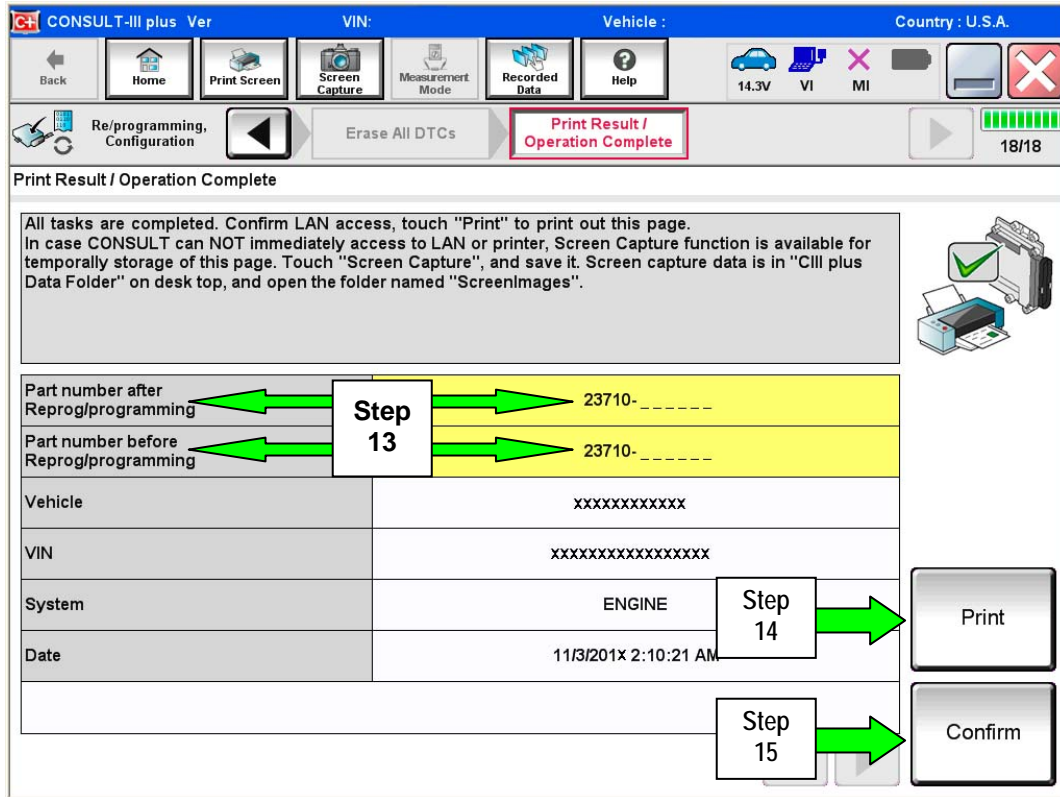 C+ CONSULT-III plus Ver VIN: Vehicle : Country : U.S.A.
Back
Home
Print Screen
Screen
Capture
Measurement
Mode
Recorded
Data
Help
14.3V
VI
MI
Re/programming,
Configuration
Erase All DTCs
Print Result /
Operation Complete
18/18
Print Result / Operation Complete
All tasks are completed. Confirm LAN access, touch "Print" to print out this page.
In case CONSULT can NOT immediately access to LAN or printer, Screen Capture function is available for
temporally storage of this page. Touch "Screen Capture", and save it. Screen capture data is in "CIII plus
Data Folder" on desk top, and open the folder named "ScreenImages".
Part number after
Reprog/programming
23710-_ _ _ _ _ _
Step
13
Part number before
Reprog/programming
23710-_ _ _ _ _ _
Vehicle
xxxxxxxxxxxx
VIN
xxxxxxxxxxxxxxxxx
System
ENGINE
Step
14
Print
Date
11/3/201x 2:10:21 AM
Step
15
Confirm